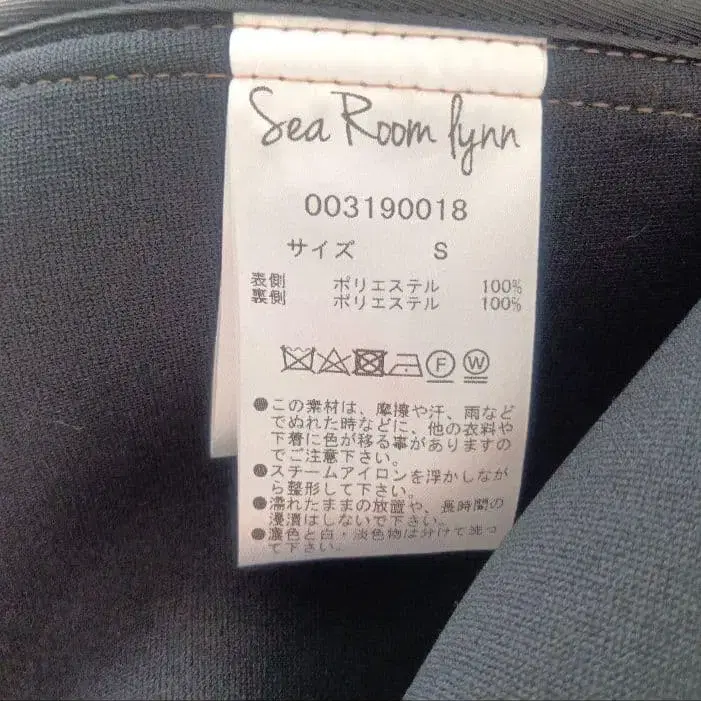 Sea Room lynn
003190018
サイズ S
表側 ポリエステル 100%
裏側 ポリエステル 100%
F W
●この素材は、摩擦や汗、雨など
でぬれた時などに、他の衣料や
下着に色が移る事がありますの
でご注意下さい。
●スチームアイロンを浮かしなが
ら整形して下さい。
●濡れたままの放置や、長時間の
浸漬はしないで下さい。
●濃色と白・淡色物は分けて洗っ
て下さい。